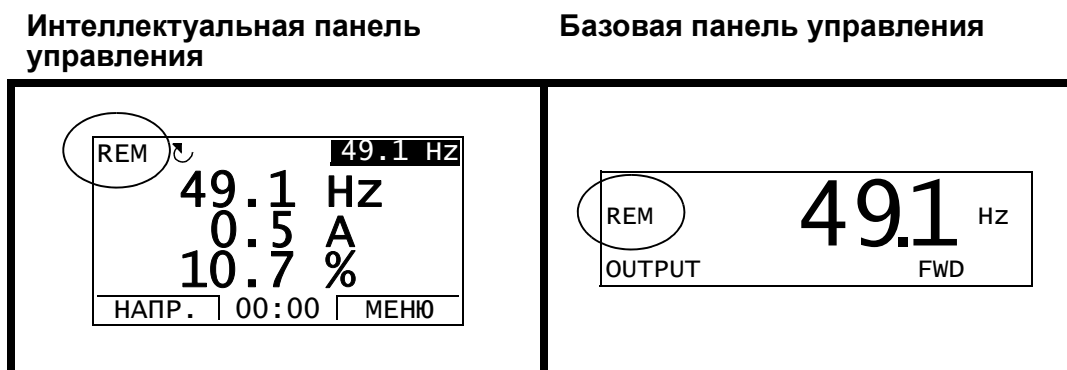 Интеллектуальная панель
управления
Базовая панель управления
REM 49.1 Hz
49.1 Hz
0.5 A
10.7 %
НАПР. 00:00 МЕНЮ
REM 49.1 Hz
OUTPUT FWD